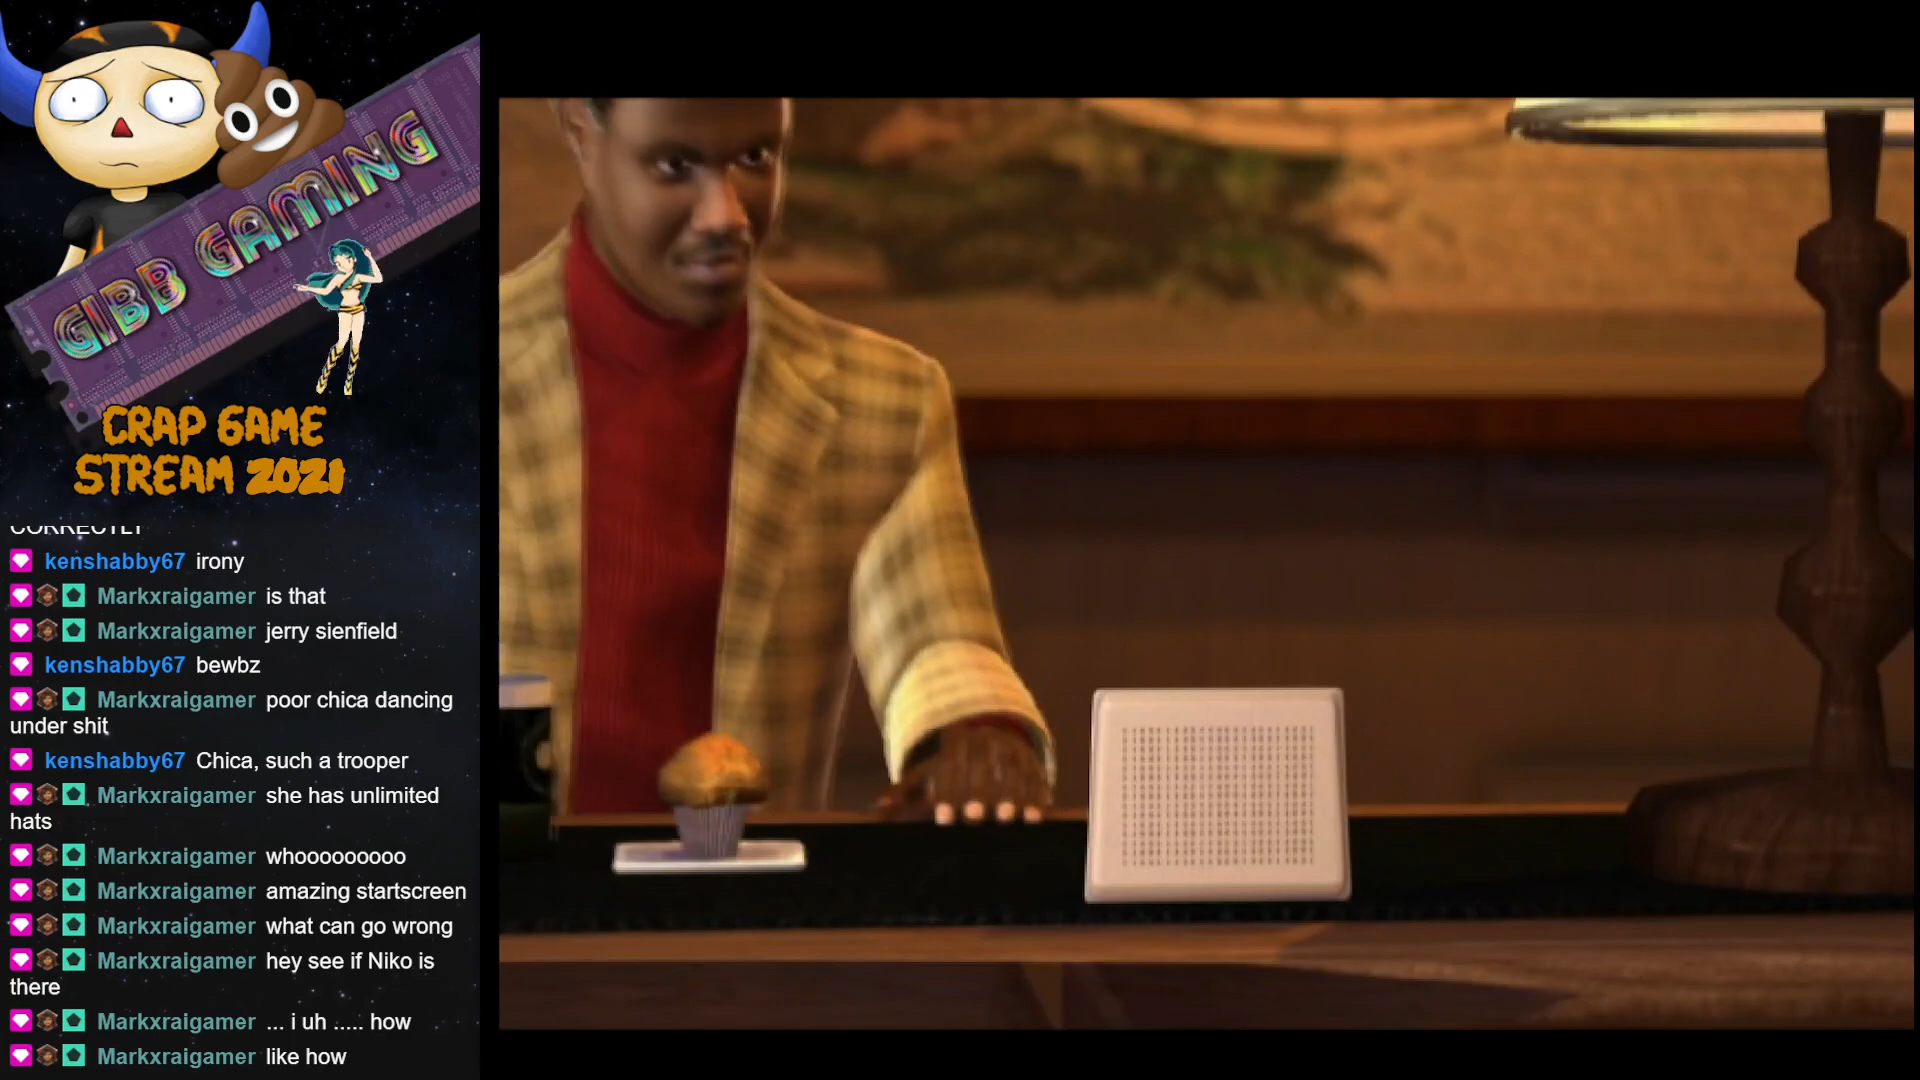 GIBB GAMING
CRAP GAME
STREAM 2021
CORRECTLY
kenshabby67 irony
Markxraigamer is that
Markxraigamer jerry sienfield
kenshabby67 bewbz
Markxraigamer poor chica dancing
under shit
kenshabby67 Chica, such a trooper
Markxraigamer she has unlimited
hats
Markxraigamer whooooooooo
Markxraigamer amazing startscreen
Markxraigamer what can go wrong
Markxraigamer hey see if Niko is
there
Markxraigamer ... i uh ..... how
Markxraigamer like how